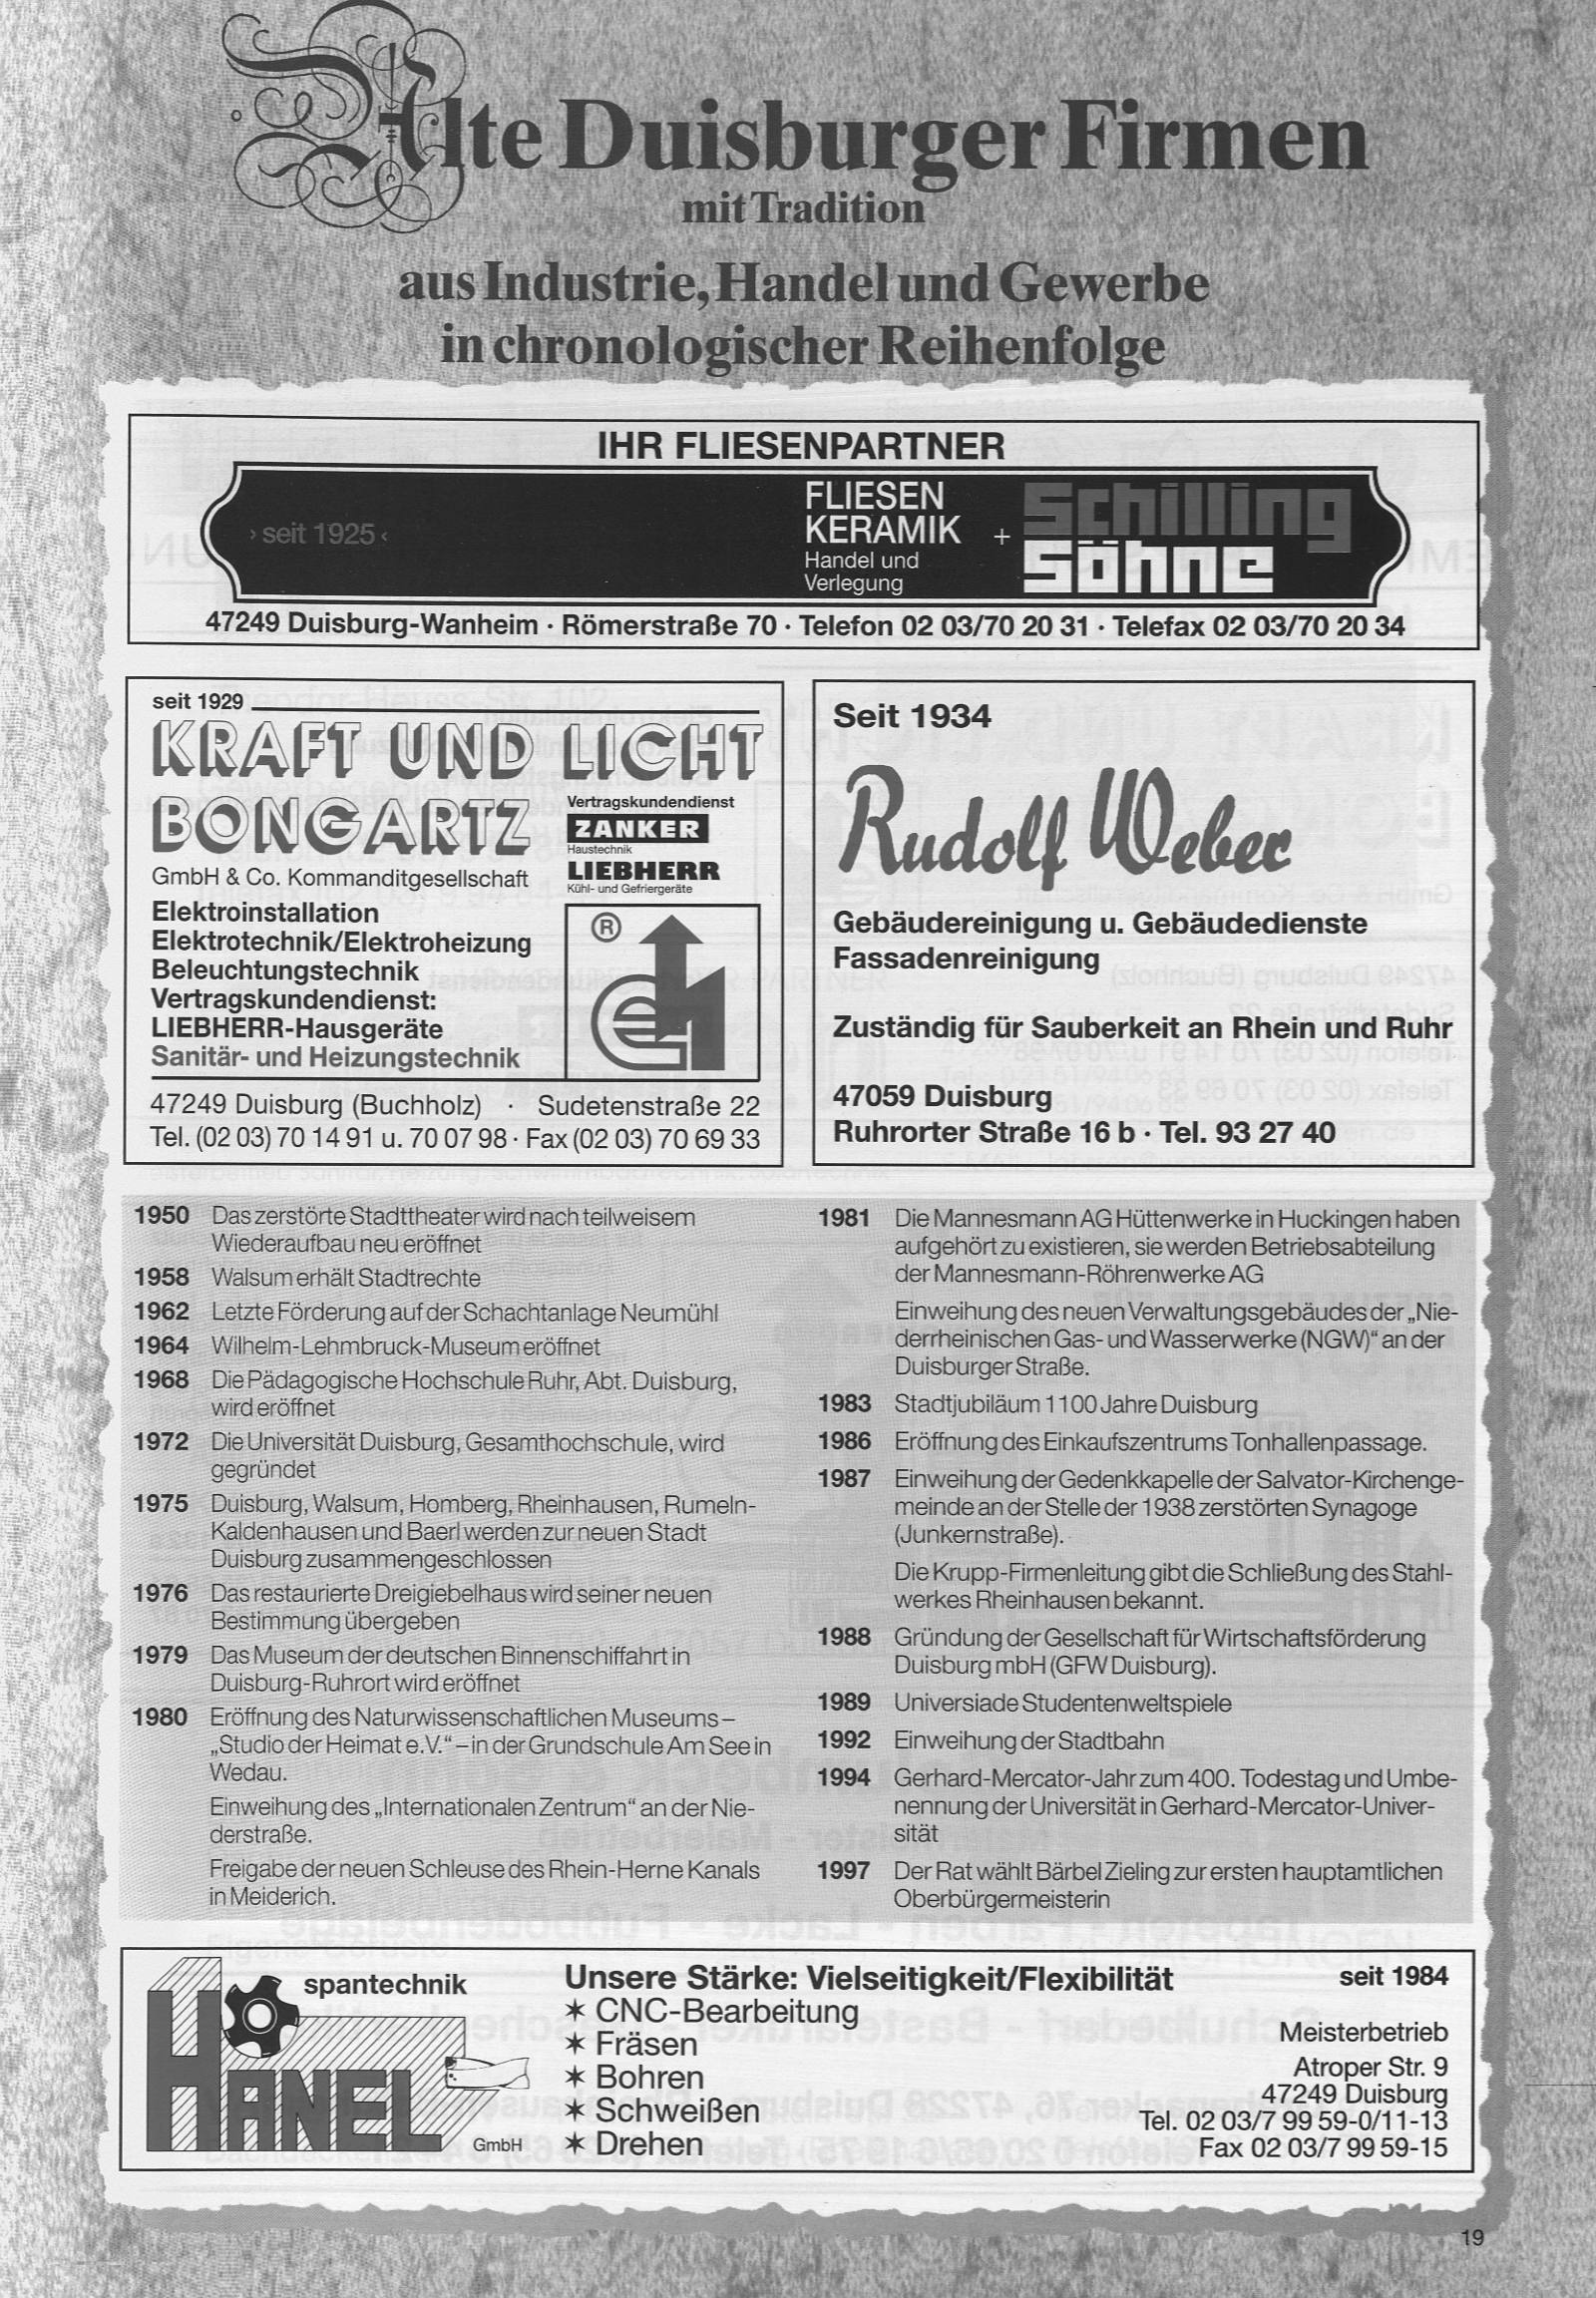 Alte Duisburger Firmen
mit Tradition
aus Industrie, Handel und Gewerbe
in chronologischer Reihenfolge
IHR FLIESENPARTNER
› seit 1925 ‹
FLIESEN
KERAMIK
Handel und
Verlegung
+
Schilling
Söhne
47249 Duisburg-Wanheim · Römerstraße 70 · Telefon 02 03/70 20 31 · Telefax 02 03/70 20 34
seit 1929
KRAFT UND LICHT
BONGARTZ
GmbH & Co. Kommanditgesellschaft
Vertragskundendienst
ZANKER
Haustechnik
LIEBHERR
Kühl- und Gefriergeräte
Elektroinstallation
Elektrotechnik/Elektroheizung
Beleuchtungstechnik
Vertragskundendienst:
LIEBHERR-Hausgeräte
Sanitär- und Heizungstechnik
®
47249 Duisburg (Buchholz) · Sudetenstraße 22
Tel. (02 03) 70 14 91 u. 70 07 98 · Fax (02 03) 70 69 33
Seit 1934
Rudolf Weber
Gebäudereinigung u. Gebäudedienste
Fassadenreinigung
Zuständig für Sauberkeit an Rhein und Ruhr
47059 Duisburg
Ruhrorter Straße 16 b · Tel. 93 27 40
1950 Das zerstörte Stadttheater wird nach teilweisem
Wiederaufbau neu eröffnet
1958 Walsum erhält Stadtrechte
1962 Letzte Förderung auf der Schachtanlage Neumühl
1964 Wilhelm-Lehmbruck-Museum eröffnet
1968 Die Pädagogische Hochschule Ruhr, Abt. Duisburg,
wird eröffnet
1972 Die Universität Duisburg, Gesamthochschule, wird
gegründet
1975 Duisburg, Walsum, Homberg, Rheinhausen, Rumeln-
Kaldenhausen und Baerl werden zur neuen Stadt
Duisburg zusammengeschlossen
1976 Das restaurierte Dreigiebelhaus wird seiner neuen
Bestimmung übergeben
1979 Das Museum der deutschen Binnenschiffahrt in
Duisburg-Ruhrort wird eröffnet
1980 Eröffnung des Naturwissenschaftlichen Museums –
„Studio der Heimat e.V.“ – in der Grundschule Am See in
Wedau.
Einweihung des „Internationalen Zentrum“ an der Nie-
derstraße.
Freigabe der neuen Schleuse des Rhein-Herne Kanals
in Meiderich.
1981 Die Mannesmann AG Hüttenwerke in Huckingen haben
aufgehört zu existieren, sie werden Betriebsabteilung
der Mannesmann-Röhrenwerke AG
Einweihung des neuen Verwaltungsgebäudes der „Nie-
derrheinischen Gas- und Wasserwerke (NGW)“ an der
Duisburger Straße.
1983 Stadtjubiläum 1100 Jahre Duisburg
1986 Eröffnung des Einkaufszentrums Tonhallenpassage.
1987 Einweihung der Gedenkkapelle der Salvator-Kirchenge-
meinde an der Stelle der 1938 zerstörten Synagoge
(Junkernstraße).
Die Krupp-Firmenleitung gibt die Schließung des Stahl-
werkes Rheinhausen bekannt.
1988 Gründung der Gesellschaft für Wirtschaftsförderung
Duisburg mbH (GFW Duisburg).
1989 Universiade Studentenweltspiele
1992 Einweihung der Stadtbahn
1994 Gerhard-Mercator-Jahr zum 400. Todestag und Umbe-
nennung der Universität in Gerhard-Mercator-Univer-
sität
1997 Der Rat wählt Bärbel Zieling zur ersten hauptamtlichen
Oberbürgermeisterin
spantechnik
HANEL
GmbH
Unsere Stärke: Vielseitigkeit/Flexibilität
✶ CNC-Bearbeitung
✶ Fräsen
✶ Bohren
✶ Schweißen
✶ Drehen
seit 1984
Meisterbetrieb
Atroper Str. 9
47249 Duisburg
Tel. 02 03/7 99 59-0/11-13
Fax 02 03/7 99 59-15
19